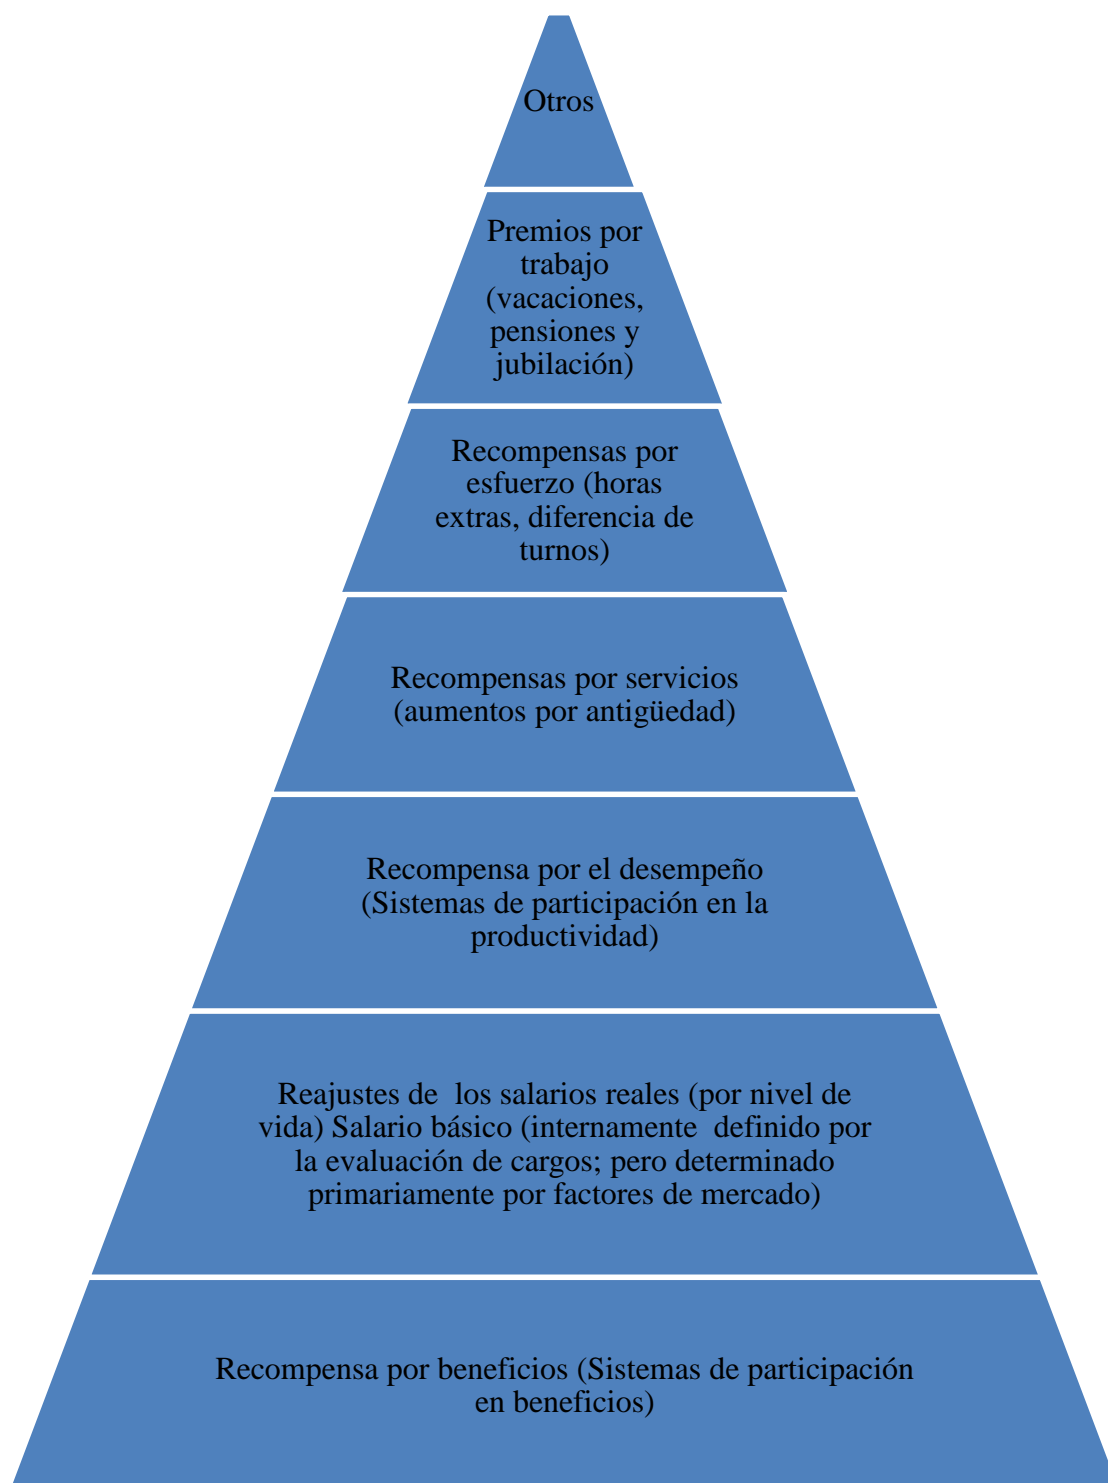 Otros
Premios por
trabajo
(vacaciones,
pensiones y
jubilación)
Recompensas por
esfuerzo (horas
extras, diferencia de
turnos)
Recompensas por servicios
(aumentos por antigüedad)
Recompensa por el desempeño
(Sistemas de participación en la
productividad)
Reajustes de  los salarios reales (por nivel de
vida) Salario básico (internamente  definido por
la evaluación de cargos; pero determinado
primariamente por factores de mercado)
Recompensa por beneficios (Sistemas de participación
en beneficios)